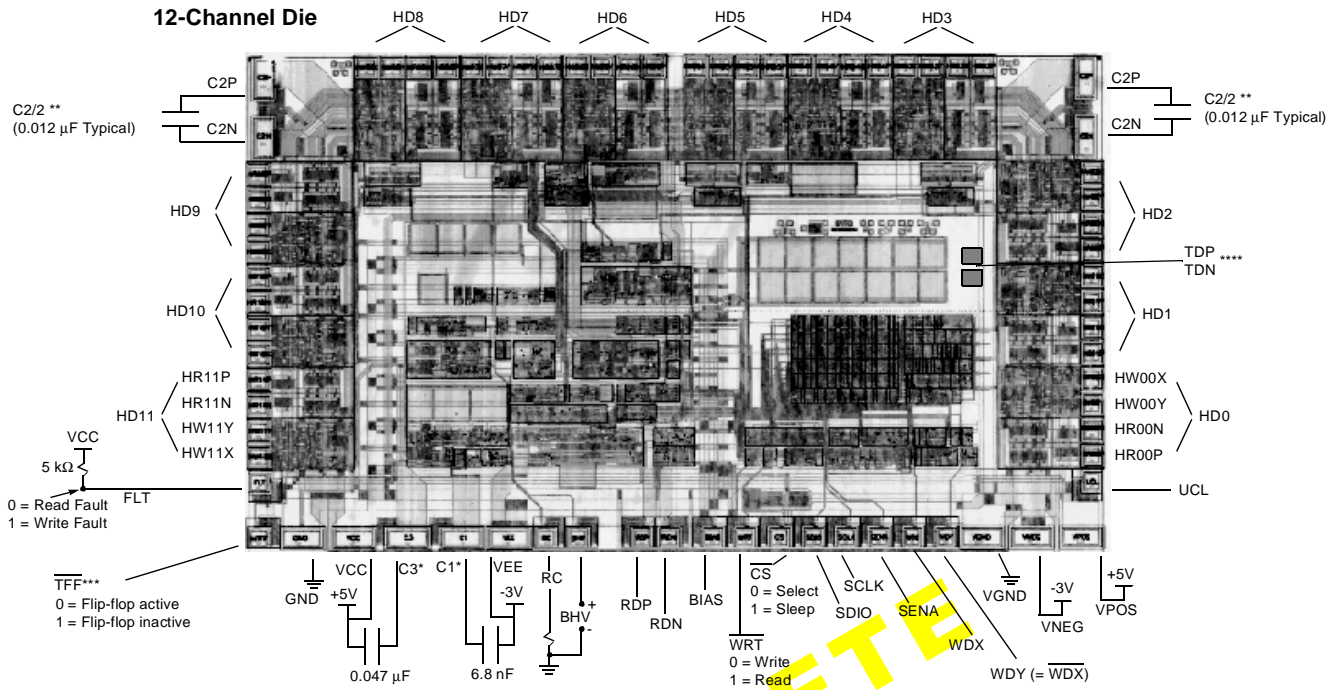 12-Channel Die
HD8
HD7
HD6
HD5
HD4
HD3
C2P
C2/2 **
(0.012 µF Typical)
C2N
C2P
C2/2 **
(0.012 µF Typical)
C2N
HD9
HD2
TDP
TDN ****
HD10
HD1
HR11P
HR11N
HD11
HW11Y
HW11X
HW00X
HW00Y
HD0
HR00N
HR00P
VCC
5 kΩ
FLT
0 = Read Fault
1 = Write Fault
UCL
TFF***
0 = Flip-flop active
1 = Flip-flop inactive
GND
VCC
+5V
C3*
0.047 µF
C1*
VEE
-3V
6.8 nF
RC
BHV
+
-
RDP
RDN
BIAS
WRT
0 = Write
1 = Read
CS
0 = Select
1 = Sleep
SDIO
SCLK
SENA
WDX
WDY (= WDX)
VGND
-3V
VNEG
+5V
VPOS
ETE